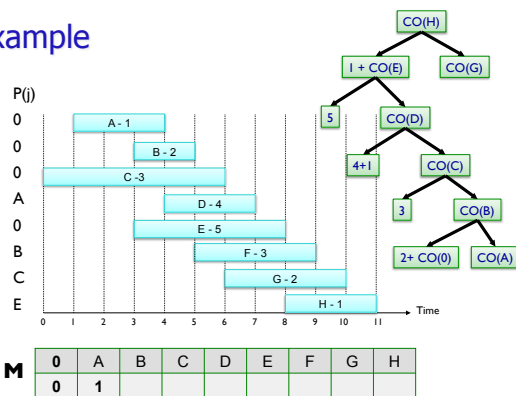 xample
CO(H)
1 + CO(E) CO(G)
5 CO(D)
4+1 CO(C)
3 CO(B)
2+ CO(0) CO(A)
P(j)
0 A - 1
0 B - 2
0 C -3
A D - 4
0 E - 5
B F - 3
C G - 2
E H - 1
Time
0 1 2 3 4 5 6 7 8 9 10 11
M 0 A B C D E F G H
0 1